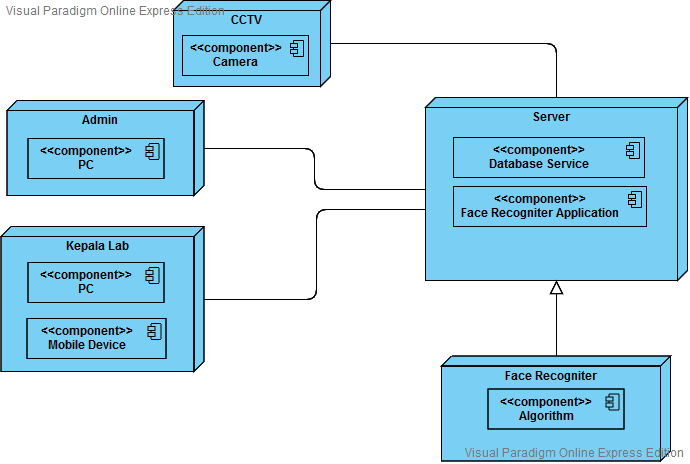 Visual Paradigm Online Express Edition
CCTV
<<component>>
Camera
Admin
<<component>>
PC
Server
<<component>>
Database Service
<<component>>
Face Recogniter Application
Kepala Lab
<<component>>
PC
<<component>>
Mobile Device
Face Recogniter
<<component>>
Algorithm
Visual Paradigm Online Express Edition